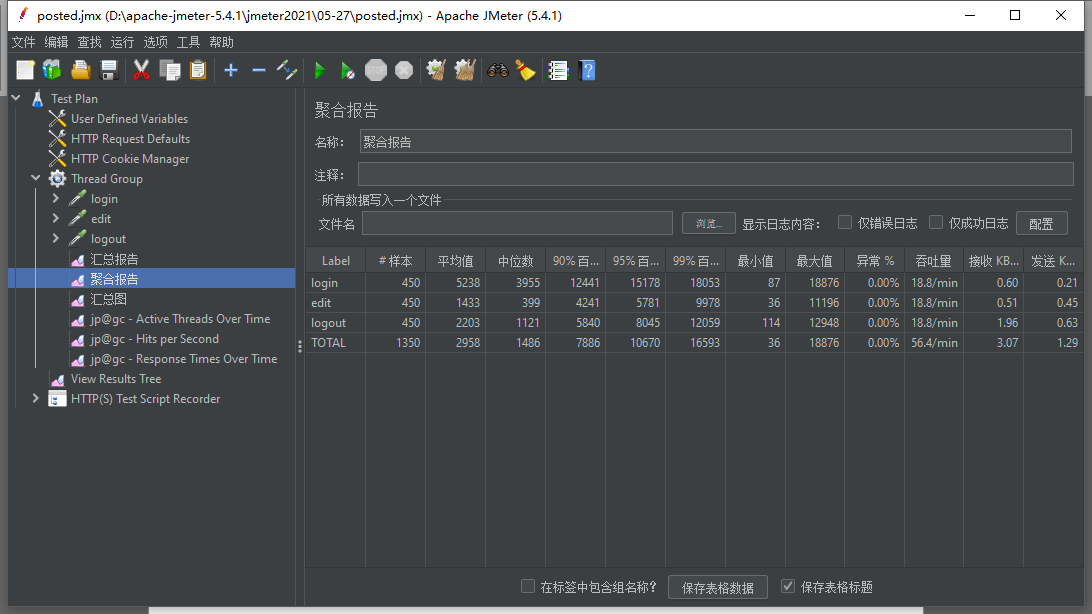 posted.jmx (D:\apache-jmeter-5.4.1\jmeter2021\05-27\posted.jmx) - Apache JMeter (5.4.1)
文件 编辑 查找 运行 选项 工具 帮助
STOP
Test Plan
User Defined Variables
HTTP Request Defaults
HTTP Cookie Manager
Thread Group
login
edit
logout
汇总报告
聚合报告
汇总图
jp@gc - Active Threads Over Time
jp@gc - Hits per Second
jp@gc - Response Times Over Time
View Results Tree
HTTP(S) Test Script Recorder
聚合报告
名称： 聚合报告
注释：
所有数据写入一个文件
文件名 浏览... 显示日志内容： 仅错误日志 仅成功日志 配置
Label # 样本 平均值 中位数 90% 百... 95% 百... 99% 百... 最小值 最大值 异常 % 吞吐量 接收 KB... 发送 K...
login 450 5238 3955 12441 15178 18053 87 18876 0.00% 18.8/min 0.60 0.21
edit 450 1433 399 4241 5781 9978 36 11196 0.00% 18.8/min 0.51 0.45
logout 450 2203 1121 5840 8045 12059 114 12948 0.00% 18.8/min 1.96 0.63
TOTAL 1350 2958 1486 7886 10670 16593 36 18876 0.00% 56.4/min 3.07 1.29
在标签中包含组名称？ 保存表格数据 保存表格标题